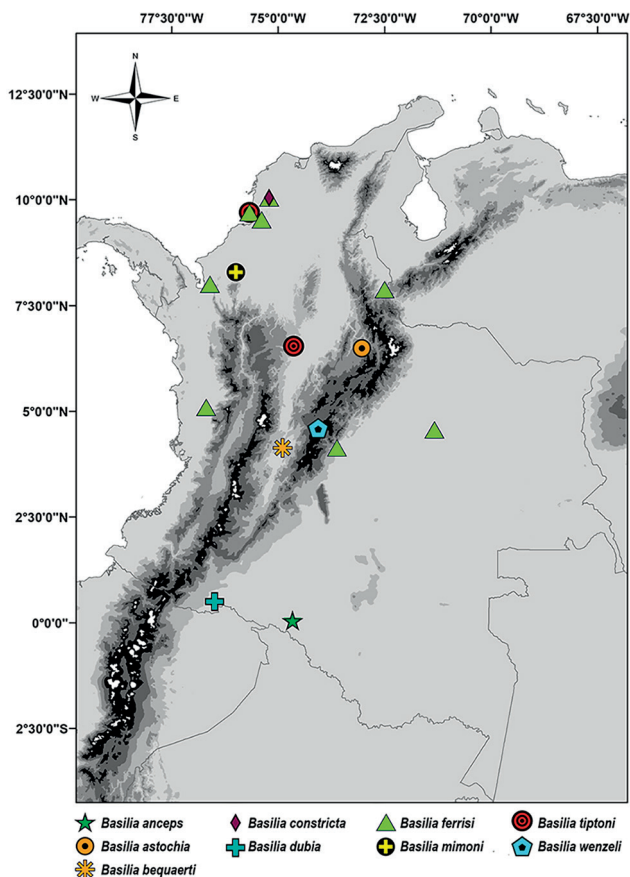 77°30'0"W 75°0'0"W 72°30'0"W 70°0'0"W 67°30'0"W
N
W E
S
12°30'0"N
10°0'0"N
7°30'0"N
5°0'0"N
2°30'0"N
0°0'0"
2°30'0"S
Basilia anceps Basilia constricta Basilia ferrisi Basilia tiptoni
Basilia astochia Basilia dubia Basilia mimoni Basilia wenzeli
Basilia bequaerti